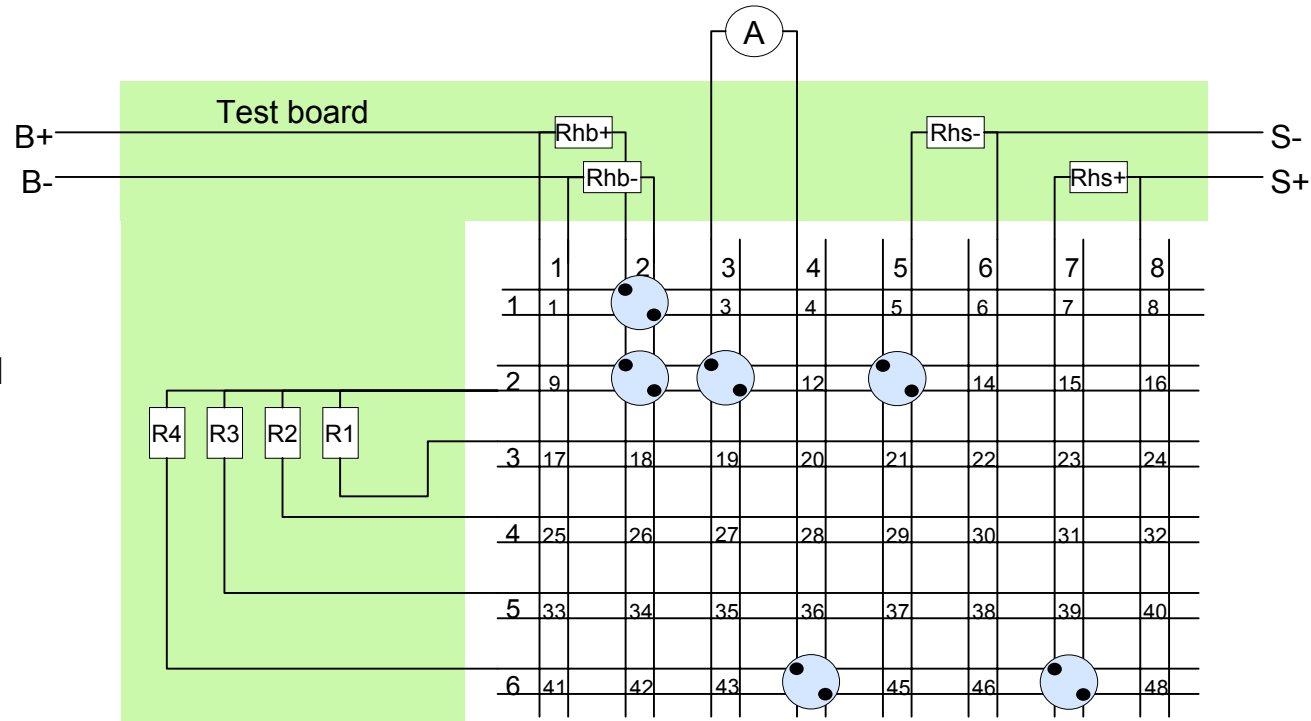 A
Test board
B+ Rhb+ Rhs- S-
B- Rhb- Rhs+ S+
1 2 3 4 5 6 7 8
1 1 3 4 5 6 7 8
2 9 12 14 15 16
R4 R3 R2 R1
3 17 18 19 20 21 22 23 24
4 25 26 27 28 29 30 31 32
5 33 34 35 36 37 38 39 40
6 41 42 43 45 46 48